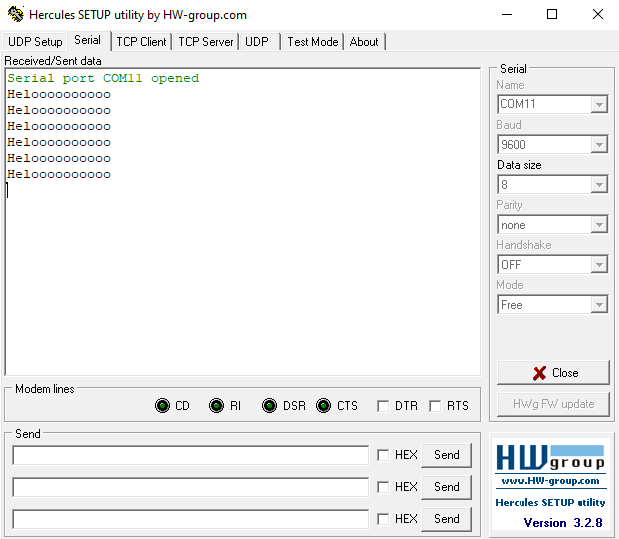 Hercules SETUP utility by HW-group.com
UDP Setup Serial TCP Client TCP Server UDP Test Mode About
Received/Sent data
Serial port COM11 opened
Heloooooooooo
Heloooooooooo
Heloooooooooo
Heloooooooooo
Heloooooooooo
Heloooooooooo
Serial
Name
COM11
Baud
9600
Data size
8
Parity
none
Handshake
OFF
Mode
Free
Close
HWg FW update
Modem lines
CD RI DSR CTS DTR RTS
Send
HEX Send
HEX Send
HEX Send
HWgroup
www.HW-group.com
Hercules SETUP utility
Version 3.2.8